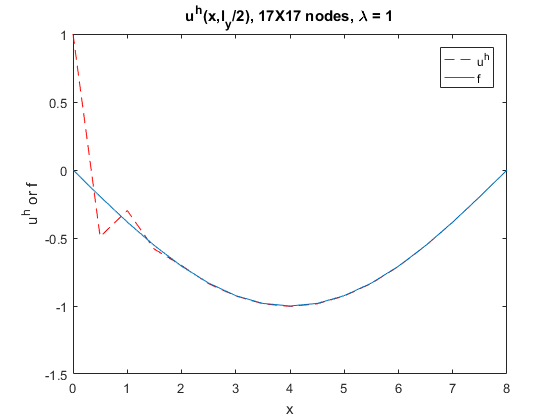 u^h(x,l_y/2), 17X17 nodes, λ = 1
1
0.5
0
-0.5
-1
-1.5
u^h or f
u^h
f
0 1 2 3 4 5 6 7 8
x